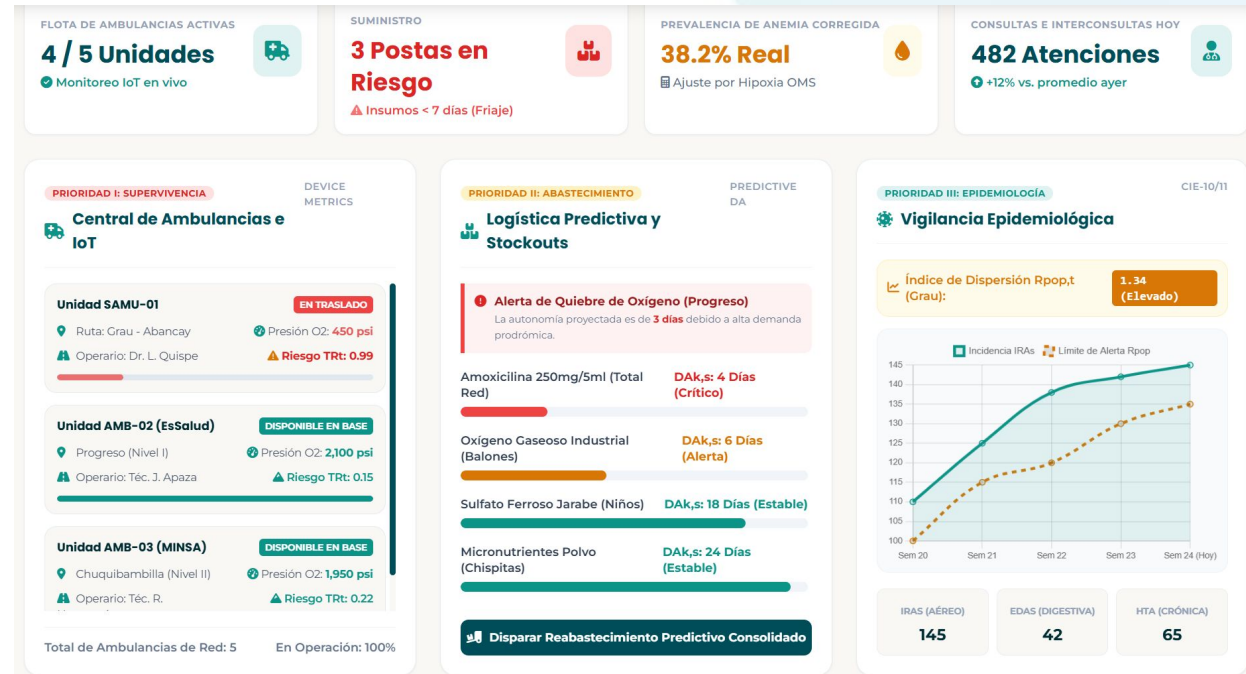 FLOTA DE AMBULANCIAS ACTIVAS
4 / 5 Unidades
Monitoreo IoT en vivo
SUMINISTRO
3 Postas en
Riesgo
Insumos < 7 días (Friaje)
PREVALENCIA DE ANEMIA CORREGIDA
38.2% Real
Ajuste por Hipoxia OMS
CONSULTAS E INTERCONSULTAS HOY
482 Atenciones
+12% vs. promedio ayer
PRIORIDAD I: SUPERVIVENCIA
DEVICE
METRICS
Central de Ambulancias e
IoT
Unidad SAMU-01
EN TRASLADO
Ruta: Grau - Abancay
Presión O2: 450 psi
Operario: Dr. L. Quispe
Riesgo TRt: 0.99
Unidad AMB-02 (EsSalud)
DISPONIBLE EN BASE
Progreso (Nivel I)
Presión O2: 2,100 psi
Operario: Téc. J. Apaza
Riesgo TRt: 0.15
Unidad AMB-03 (MINSA)
DISPONIBLE EN BASE
Chuquibambilla (Nivel II)
Presión O2: 1,950 psi
Operario: Téc. R.
Riesgo TRt: 0.22
Total de Ambulancias de Red: 5
En Operación: 100%
PRIORIDAD II: ABASTECIMIENTO
PREDICTIVE
DA
Logística Predictiva y
Stockouts
Alerta de Quiebre de Oxígeno (Progreso)
La autonomía proyectada es de 3 días debido a alta demanda
prodrómica.
Amoxicilina 250mg/5ml (Total
Red)
DAk,s: 4 Días
(Crítico)
Oxígeno Gaseoso Industrial
(Balones)
DAk,s: 6 Días
(Alerta)
Sulfato Ferroso Jarabe (Niños)
DAk,s: 18 Días (Estable)
Micronutrientes Polvo
(Chispitas)
DAk,s: 24 Días
(Estable)
Disparar Reabastecimiento Predictivo Consolidado
PRIORIDAD III: EPIDEMIOLOGÍA
CIE-10/11
Vigilancia Epidemiológica
Índice de Dispersión Rpop,t
(Grau):
1.34
(Elevado)
Incidencia IRAs
Límite de Alerta Rpop
145
140
135
130
125
120
115
110
105
100
Sem 20
Sem 21
Sem 22
Sem 23
Sem 24 (Hoy)
IRAS (AÉREO)
145
EDAS (DIGESTIVA)
42
HTA (CRÓNICA)
65